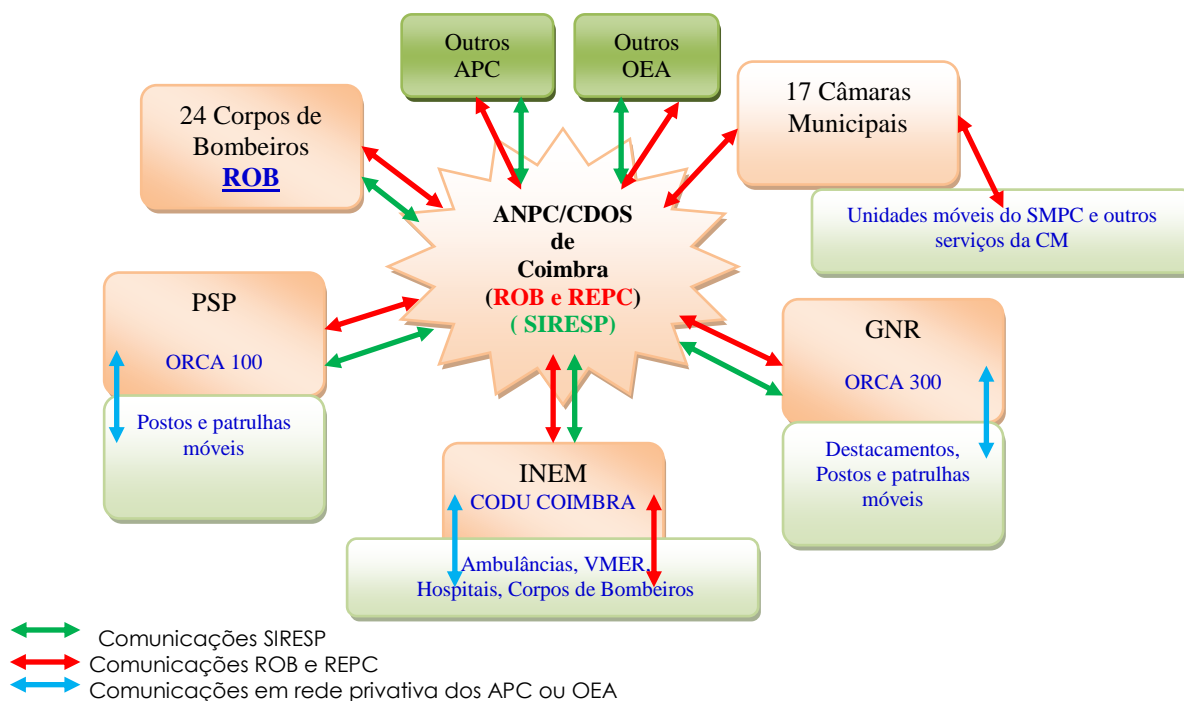 Outros
APC
Outros
OEA
24 Corpos de
Bombeiros
ROB
17 Câmaras
Municipais
Unidades móveis do SMPC e outros
serviços da CM
ANPC/CDOS
de
Coimbra
(ROB e REPC)
( SIRESP)
PSP
ORCA 100
Postos e patrulhas
móveis
GNR
ORCA 300
Destacamentos,
Postos e patrulhas
móveis
INEM
CODU COIMBRA
Ambulâncias, VMER,
Hospitais, Corpos de Bombeiros
Comunicações SIRESP
Comunicações ROB e REPC
Comunicações em rede privativa dos APC ou OEA